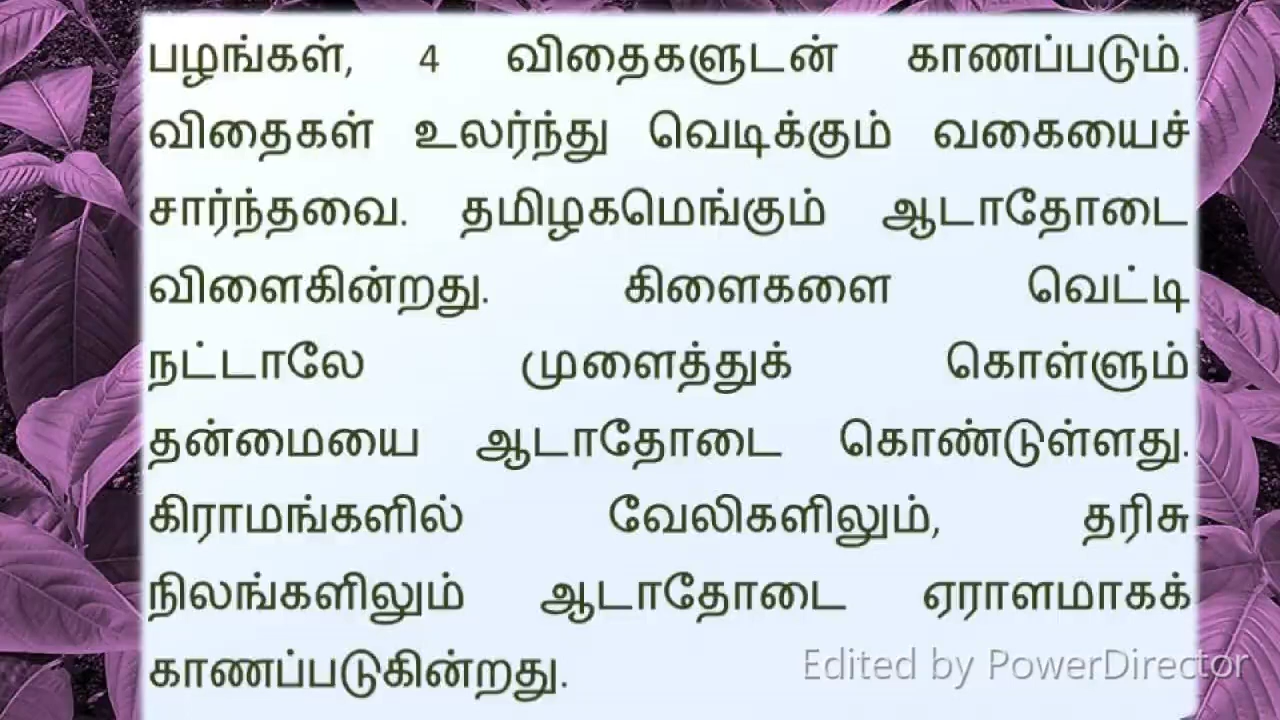 பழங்கள், 4 விதைகளுடன் காணப்படும்.
விதைகள் உலர்ந்து வெடிக்கும் வகையைச்
சார்ந்தவை. தமிழகமெங்கும் ஆடாதோடை
விளைகின்றது. கிளைகளை வெட்டி
நட்டாலே முளைத்துக் கொள்ளும்
தன்மையை ஆடாதோடை கொண்டுள்ளது.
கிராமங்களில் வேலிகளிலும், தரிசு
நிலங்களிலும் ஆடாதோடை ஏராளமாகக்
காணப்படுகின்றது.
Edited by PowerDirector